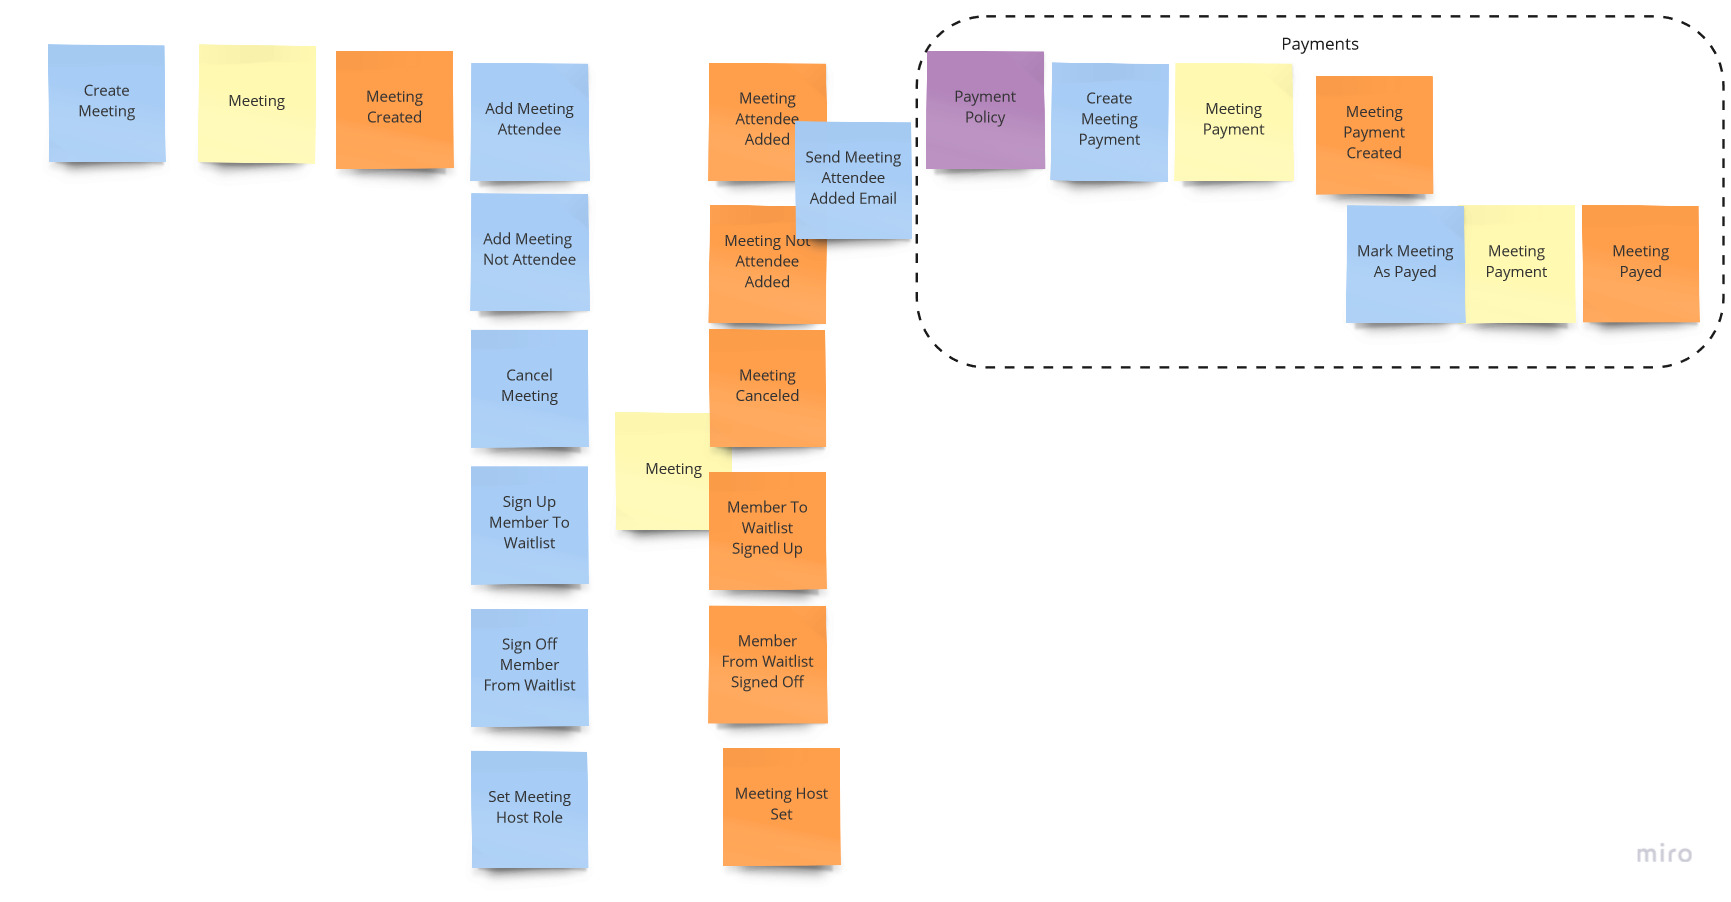 Payments
Create
Meeting
Meeting
Meeting
Created
Add Meeting
Attendee
Meeting
Attendee
Added
Send Meeting
Attendee
Added Email
Payment
Policy
Create
Meeting
Payment
Meeting
Payment
Meeting
Payment
Created
Add Meeting
Not Attendee
Meeting Not
Attendee
Added
Mark Meeting
As Payed
Meeting
Payment
Meeting
Payed
Cancel
Meeting
Meeting
Canceled
Meeting
Sign Up
Member To
Waitlist
Member To
Waitlist
Signed Up
Sign Off
Member
From Waitlist
Member
From Waitlist
Signed Off
Set Meeting
Host Role
Meeting Host
Set
miro